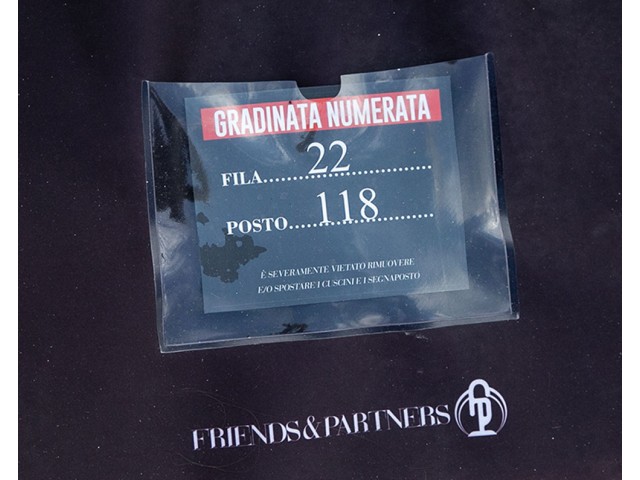 GRADINATA NUMERATA
FILA....22....
POSTO....118....
È SEVERAMENTE VIETATO RIMUOVERE
E/O SPOSTARE I CUSCINI E I SEGNAPOSTO
FRIENDS&PARTNERS